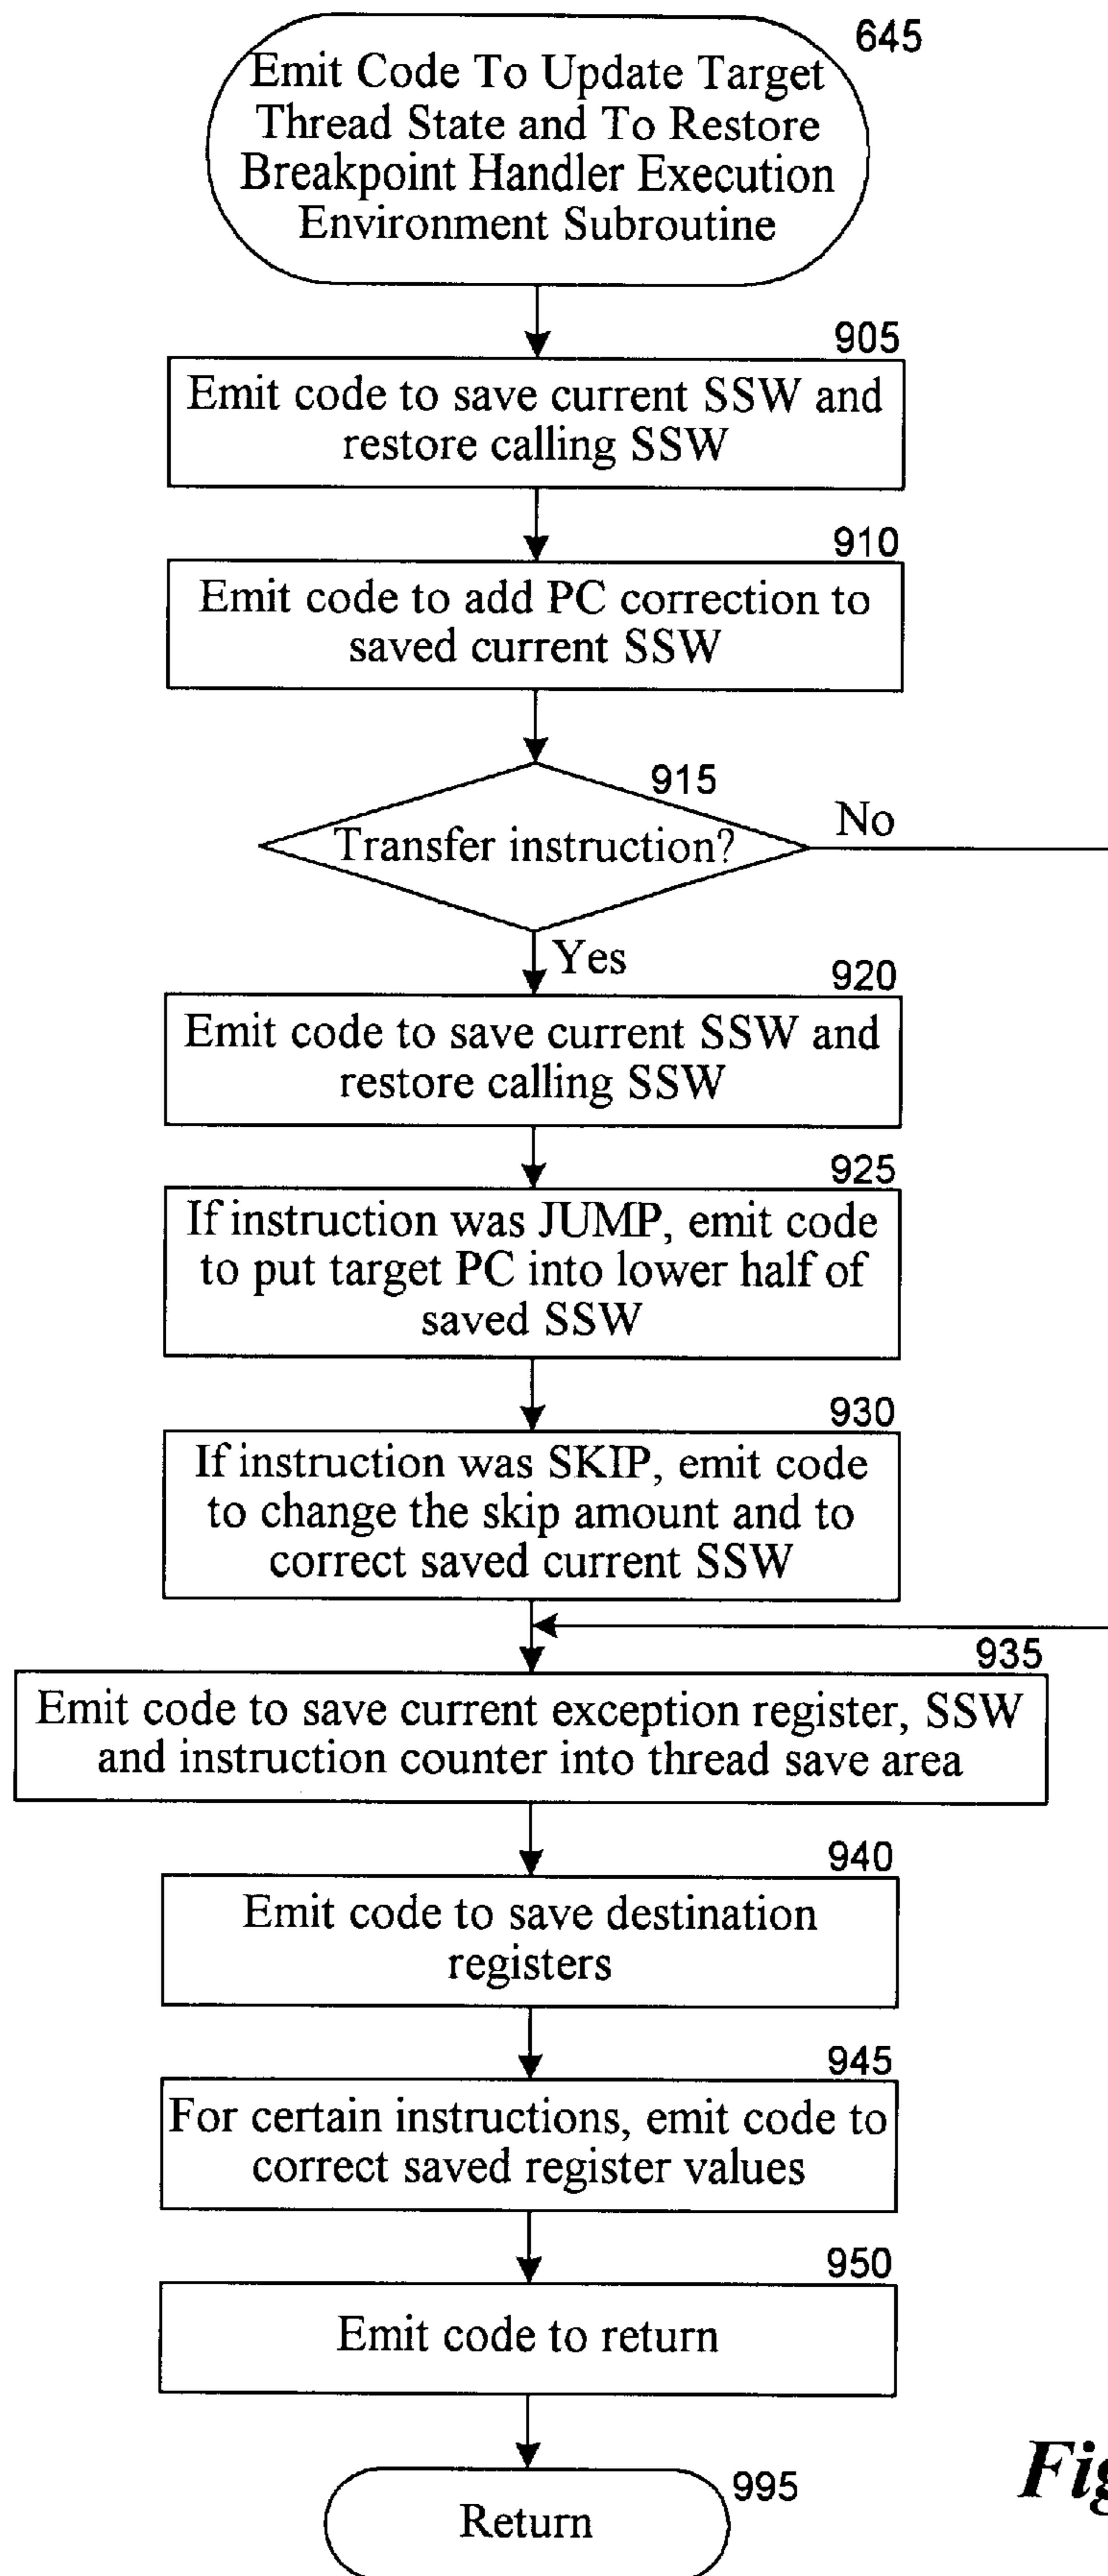 645
Emit Code To Update Target
Thread State and To Restore
Breakpoint Handler Execution
Environment Subroutine
905
Emit code to save current SSW and
restore calling SSW
910
Emit code to add PC correction to
saved current SSW
915
Transfer instruction?
No
Yes
920
Emit code to save current SSW and
restore calling SSW
925
If instruction was JUMP, emit code
to put target PC into lower half of
saved SSW
930
If instruction was SKIP, emit code
to change the skip amount and to
correct saved current SSW
935
Emit code to save current exception register, SSW
and instruction counter into thread save area
940
Emit code to save destination
registers
945
For certain instructions, emit code to
correct saved register values
950
Emit code to return
995
Return